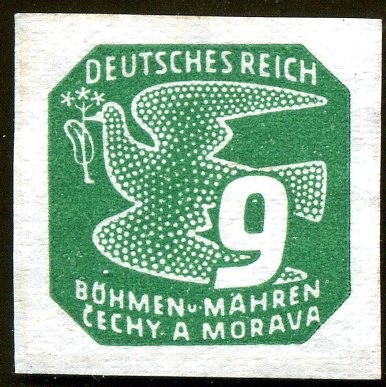 DEUTSCHES REICH
9
BÖHMEN u. MÄHREN
ČECHY A MORAVA